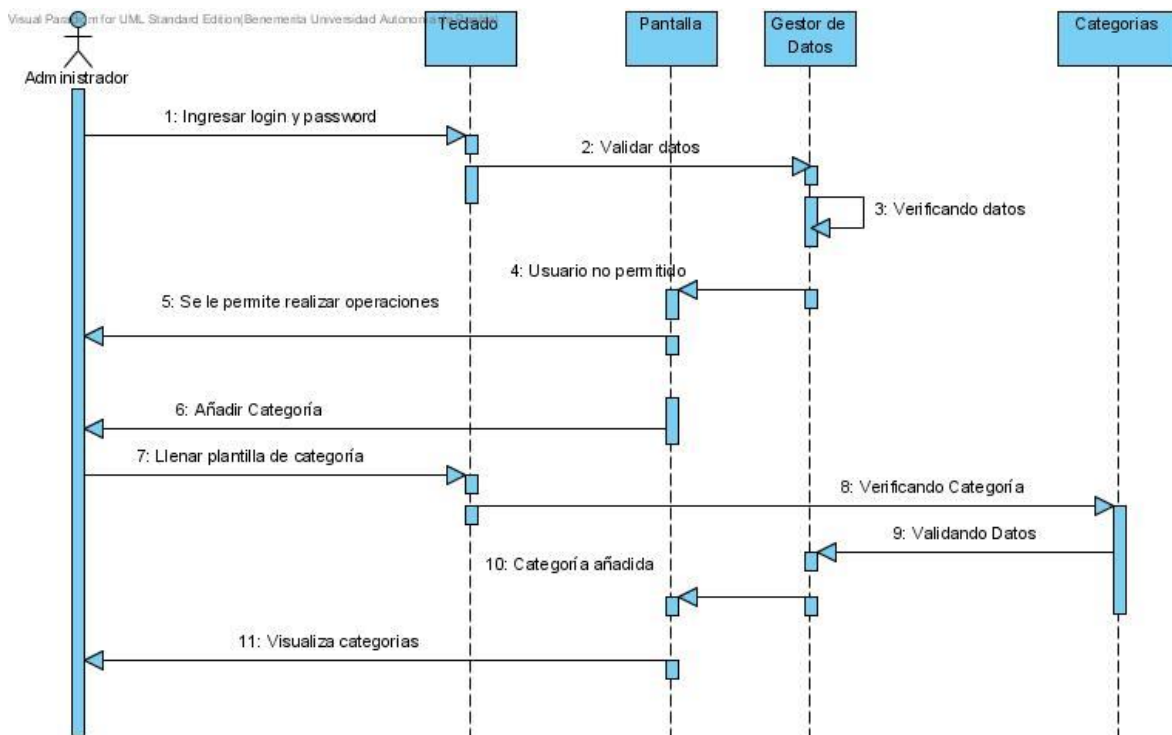 Visual Paradigm for UML Standard Edition(Benemerita Universidad Autonoma de Puebla)
Teclado
Pantalla
Gestor de
Datos
Categorias
Administrador
1: Ingresar login y password
2: Validar datos
3: Verificando datos
4: Usuario no permitido
5: Se le permite realizar operaciones
6: Añadir Categoría
7: Llenar plantilla de categoría
8: Verificando Categoría
9: Validando Datos
10: Categoría añadida
11: Visualiza categorias